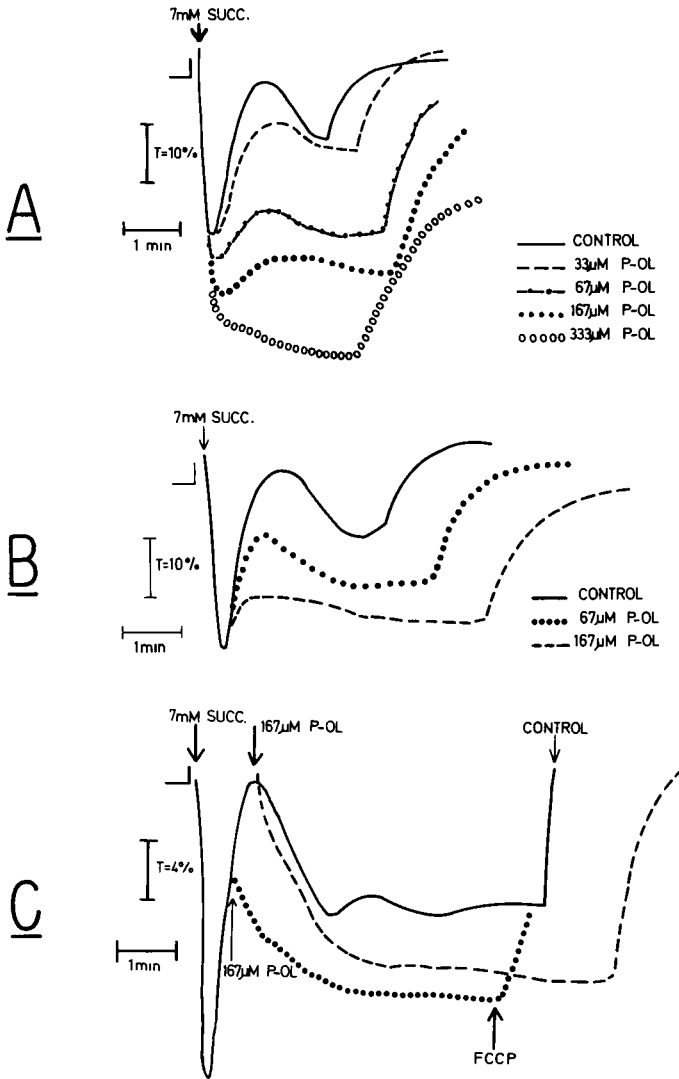 A
7mM SUCC.
T=10%
1 min
CONTROL
33µM P-OL
67µM P-OL
167µM P-OL
333µM P-OL
B
7mM SUCC.
T=10%
1min
CONTROL
67µM P-OL
167µM P-OL
C
7mM SUCC.
167µM P-OL
CONTROL
T=4%
1min
167µM P-OL
FCCP